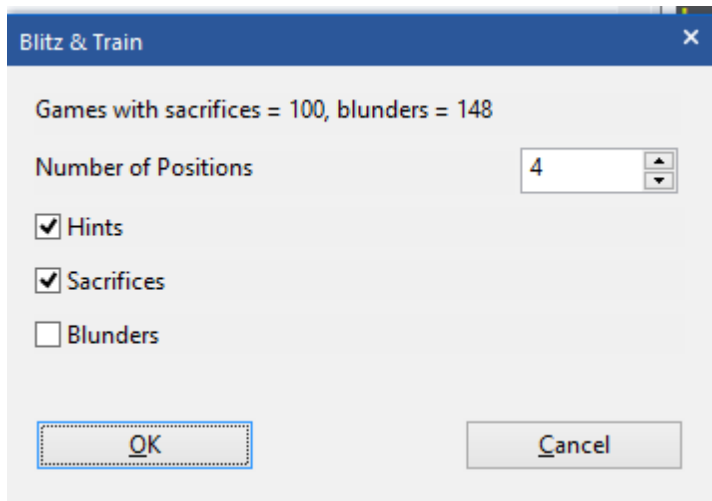 Blitz & Train
Games with sacrifices = 100, blunders = 148
Number of Positions 4
Hints
Sacrifices
Blunders
OK Cancel